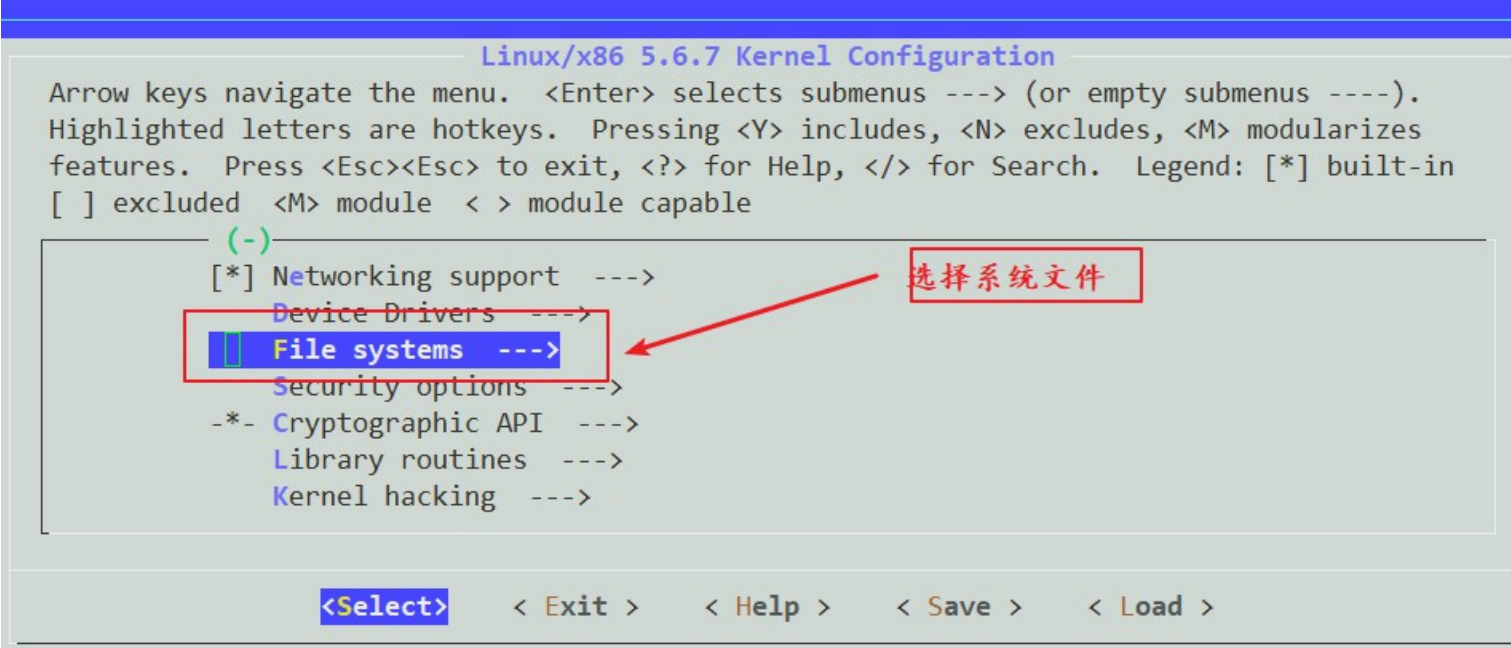 Linux/x86 5.6.7 Kernel Configuration
Arrow keys navigate the menu.  <Enter> selects submenus ---> (or empty submenus ----).
Highlighted letters are hotkeys.  Pressing <Y> includes, <N> excludes, <M> modularizes
features.  Press <Esc><Esc> to exit, <?> for Help, </> for Search.  Legend: [*] built-in
[ ] excluded  <M> module  < > module capable
(-)
[*] Networking support  --->
选择系统文件
Device Drivers  --->
File systems  --->
Security options  --->
-*- Cryptographic API  --->
Library routines  --->
Kernel hacking  --->
<Select>    < Exit >    < Help >    < Save >    < Load >